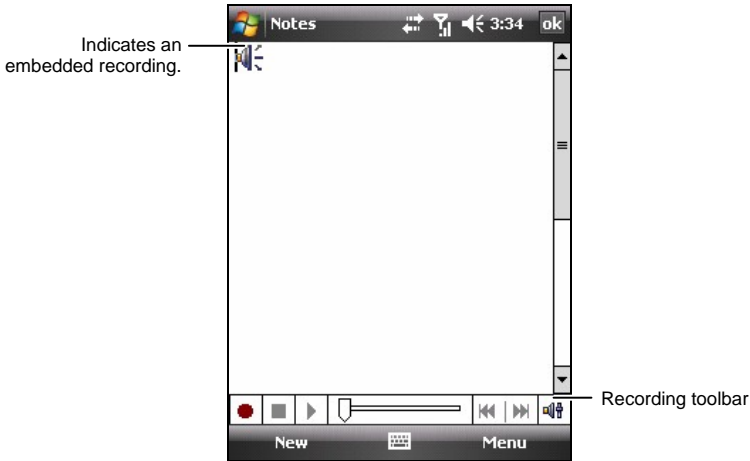 Notes 3:34 ok
Indicates an
embedded recording.
Recording toolbar
New Menu